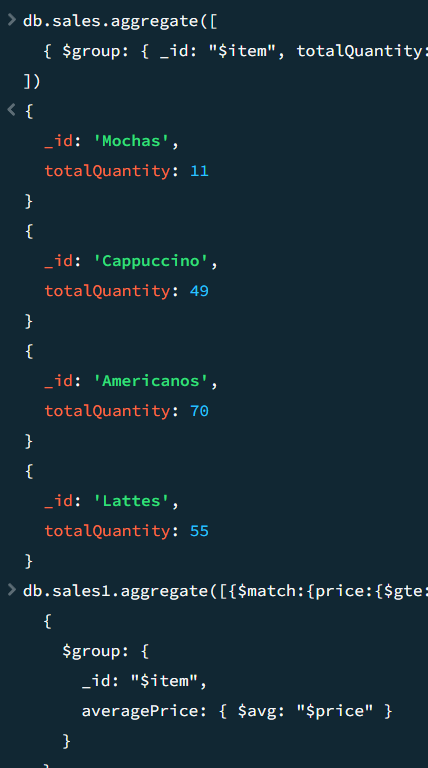 > db.sales.aggregate([
{ $group: { _id: "$item", totalQuantity:
])
< {
_id: 'Mochas',
totalQuantity: 11
}
{
_id: 'Cappuccino',
totalQuantity: 49
}
{
_id: 'Americanos',
totalQuantity: 70
}
{
_id: 'Lattes',
totalQuantity: 55
}
> db.sales1.aggregate([{$match:{price:{$gte:
{
$group: {
_id: "$item",
averagePrice: { $avg: "$price" }
}
}